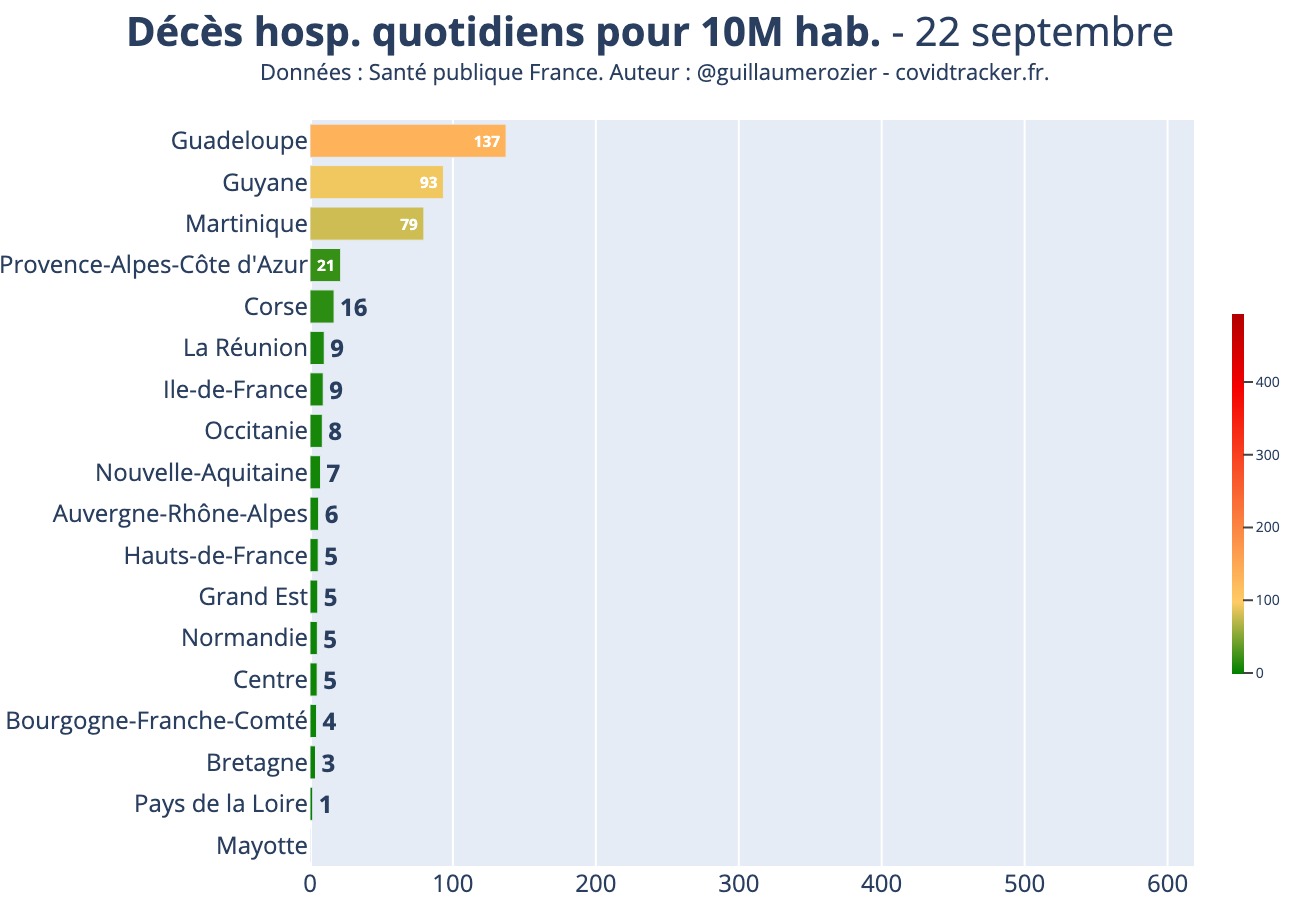 Décès hosp. quotidiens pour 10M hab. - 22 septembre
Données : Santé publique France. Auteur : @guillaumerozier - covidtracker.fr.
Guadeloupe 137
Guyane 93
Martinique 79
Provence-Alpes-Côte d'Azur 21
Corse 16
La Réunion 9
Ile-de-France 9
Occitanie 8
Nouvelle-Aquitaine 7
Auvergne-Rhône-Alpes 6
Hauts-de-France 5
Grand Est 5
Normandie 5
Centre 5
Bourgogne-Franche-Comté 4
Bretagne 3
Pays de la Loire 1
Mayotte
0 100 200 300 400 500 600
400
300
200
100
0